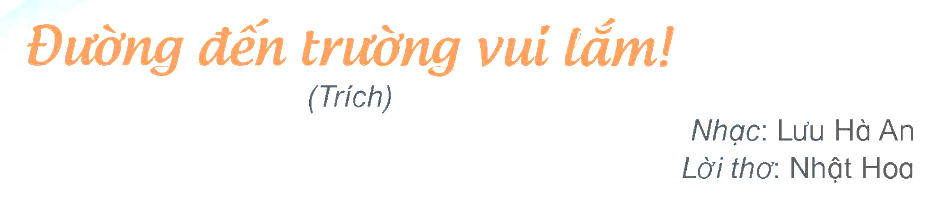 Đường đến trường vui lắm!
(Trích)
Nhạc: Lưu Hà An
Lời thơ: Nhật Hoa